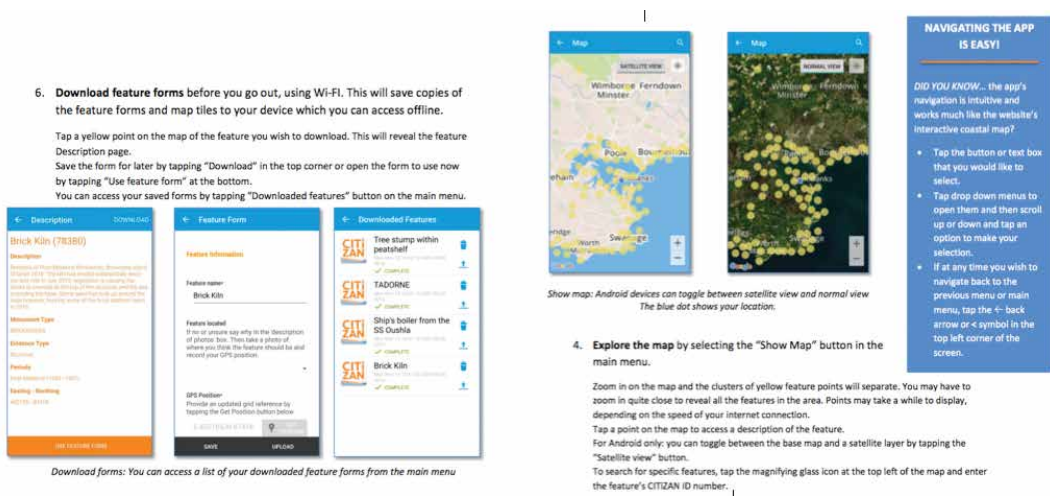 6. Download feature forms before you go out, using Wi-FI. This will save copies of
the feature forms and map tiles to your device which you can access offline.
Tap a yellow point on the map of the feature you wish to download. This will reveal the feature
Description page.
Save the form for later by tapping “Download” in the top corner or open the form to use now
by tapping “Use feature form” at the bottom.
You can access your saved forms by tapping “Downloaded features” button on the main menu.
← Description DOWNLOAD
Brick Kiln (78380)
Description
Monument Type
Evidence Type
Periods
Easting - Northing
USE FEATURE FORM
← Feature Form
Feature Information
Feature name*
Brick Kiln
Feature located
If no or unsure say why in the 'description
of photos' box. Then take a photo of
where you think the feature should be and
record your GPS position.
GPS Position*
Provide an updated grid reference by
tapping the Get Position button below
SAVE UPLOAD
← Downloaded Features
CITiZAN
Tree stump within
peatshelf
COMPLETE
CITiZAN
TADORNE
COMPLETE
CITiZAN
Ship's boiler from the
SS Oushla
COMPLETE
CITiZAN
Brick Kiln
COMPLETE
Download forms: You can access a list of your downloaded feature forms from the main menu
← Map
SATELLITE VIEW
Wimborne Minster
Ferndown
Poole
Swanage
← Map
NORMAL VIEW
Wimborne Minster
Ferndown
Poole
Swanage
Google
Show map: Android devices can toggle between satellite view and normal view
The blue dot shows your location.
4. Explore the map by selecting the “Show Map” button in the
main menu.
Zoom in on the map and the clusters of yellow feature points will separate. You may have to
zoom in quite close to reveal all the features in the area. Points may take a while to display,
depending on the speed of your internet connection.
Tap a point on the map to access a description of the feature.
For Android only: you can toggle between the base map and a satellite layer by tapping the
“Satellite view” button.
To search for specific features, tap the magnifying glass icon at the top left of the map and enter
the feature's CITiZAN ID number.
NAVIGATING THE APP
IS EASY!
DID YOU KNOW... the app's
navigation is intuitive and
works much like the website's
interactive coastal map?
• Tap the button or text box
that you would like to
select.
• Tap drop down menus to
open them and then scroll
up or down and tap an
option to make your
selection.
• If at any time you wish to
navigate back to the
previous menu or main
menu, tap the ← back
arrow or < symbol in the
top left corner of the
screen.